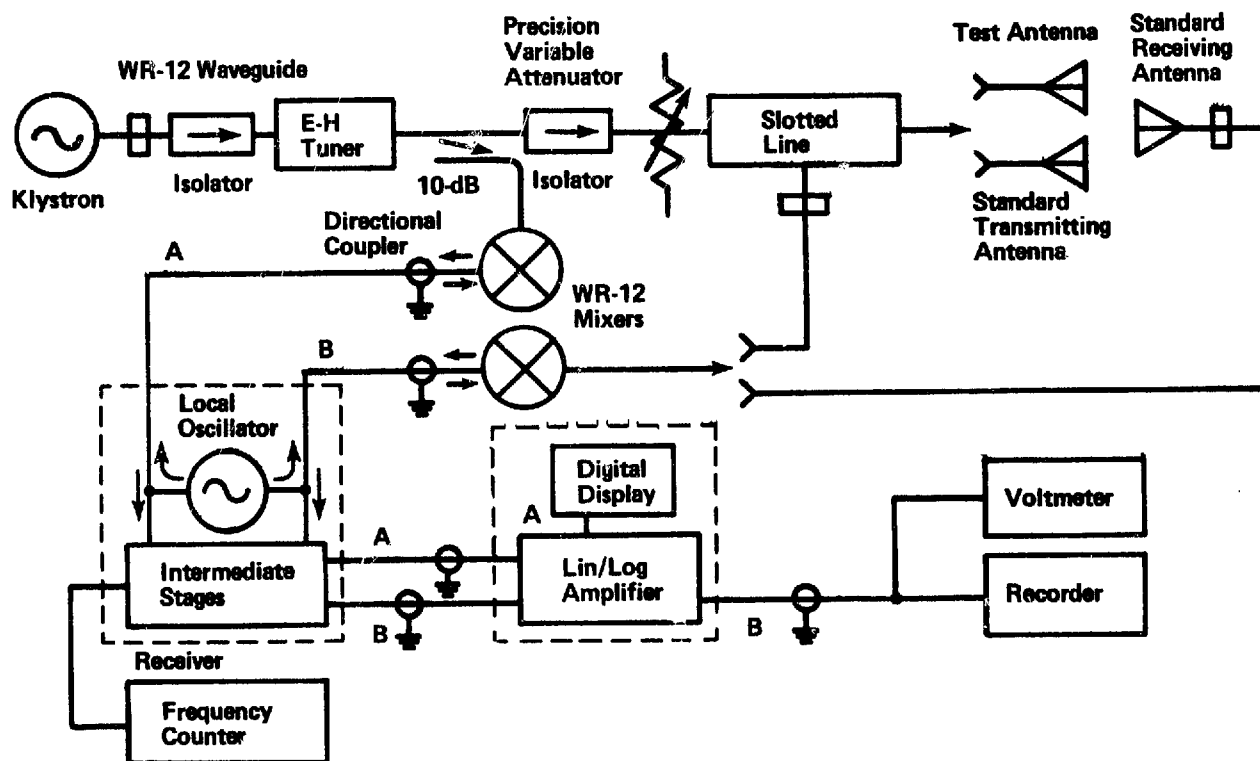 Precision
Variable
Attenuator
Test Antenna
Standard
Receiving
Antenna
WR-12 Waveguide
E-H
Tuner
Slotted
Line
Klystron
Isolator
10-dB
Isolator
Standard
Transmitting
Antenna
Directional
Coupler
A
WR-12
Mixers
B
Local
Oscillator
Digital
Display
Voltmeter
A
A
Intermediate
Stages
Lin/Log
Amplifier
Recorder
B
B
Receiver
Frequency
Counter